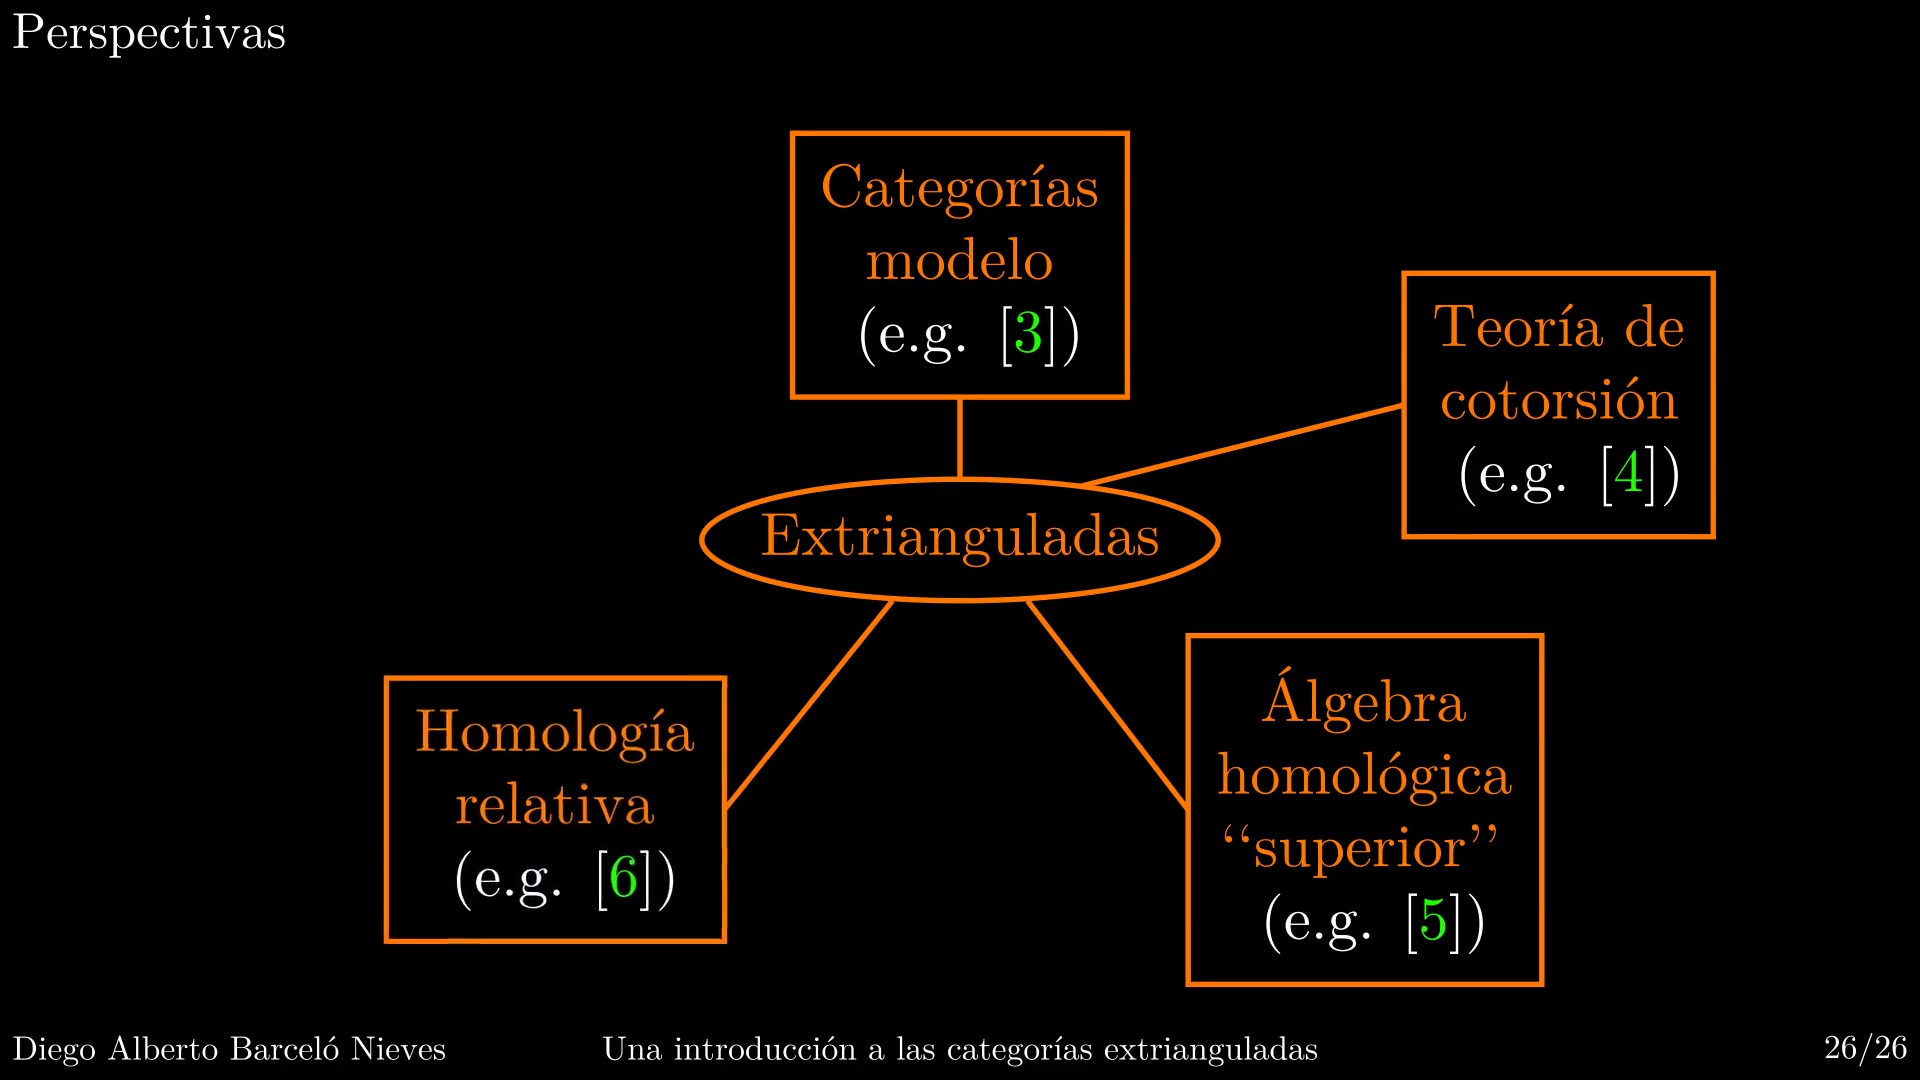 Perspectivas
Categorías
modelo
(e.g. [3])
Teoría de
cotorsión
(e.g. [4])
Extrianguladas
Homología
relativa
(e.g. [6])
Álgebra
homológica
“superior”
(e.g. [5])
Diego Alberto Barceló Nieves
Una introducción a las categorías extrianguladas
26/26